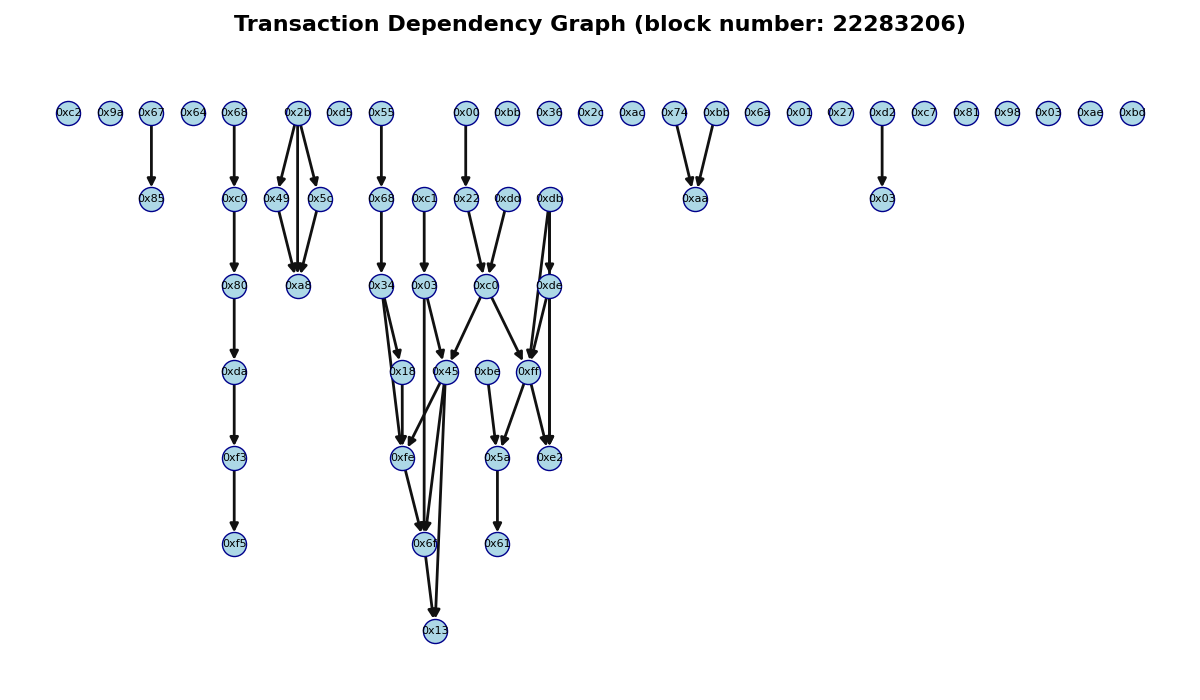 Transaction Dependency Graph (block number: 22283206)
0xc2 0x9a 0x67 0x64 0x68 0x2b 0xd5 0x55 0x00 0xbb 0x36 0x2c 0xac 0x74 0xbb 0x6a 0x01 0x27 0xd2 0xc7 0x81 0x98 0x03 0xae 0xbd
0x85 0xc0 0x49 0x5c 0x68 0xc1 0x22 0xdd 0xdb 0xaa 0x03
0x80 0xa8 0x34 0x03 0xc0 0xde
0xda 0x18 0x45 0xbe 0xff
0xf3 0xfe 0x5a 0xe2
0xf5 0x6f 0x61
0x13